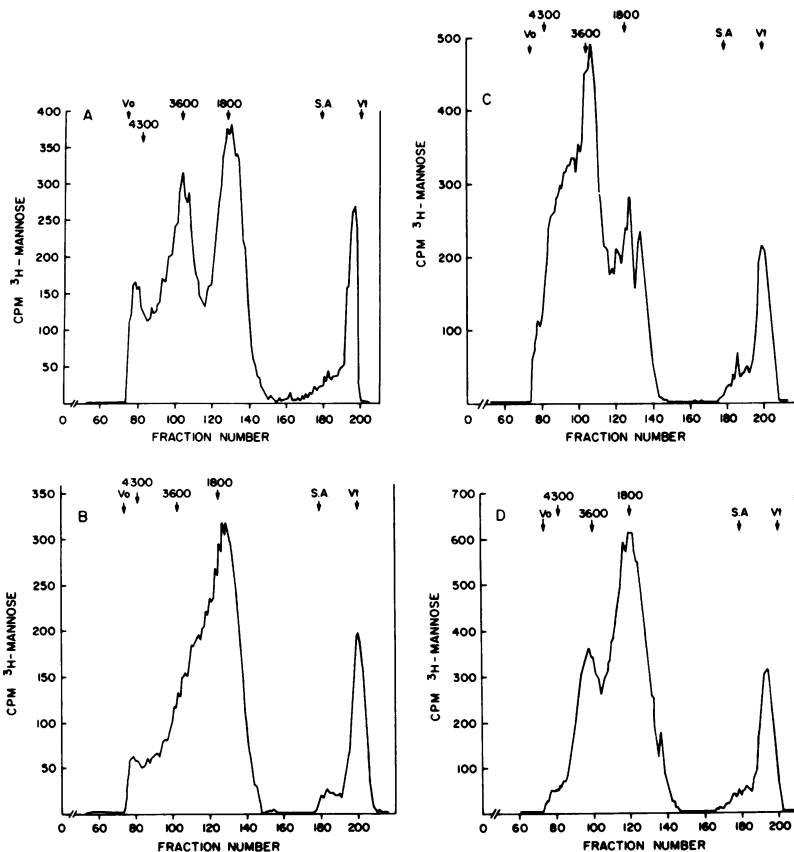 A
Vo 3600 1800 S.A Vt
4300
400
350
300
250
200
150
100
50
CPM ³H-MANNOSE
0 60 80 100 120 140 160 180 200
FRACTION NUMBER
4300 1800
Vo 3600 S.A Vt
C
500
400
300
200
100
CPM ³H-MANNOSE
0 60 80 100 120 140 160 180 200
FRACTION NUMBER
B
4300 1800
Vo 3600 S.A Vt
350
300
250
200
150
100
50
CPM ³H-MANNOSE
0 60 80 100 120 140 160 180 200
FRACTION NUMBER
D
4300 1800
Vo 3600 S.A Vt
700
600
500
400
300
200
100
CPM ³H-MANNOSE
0 60 80 100 120 140 160 180 200
FRACTION NUMBER